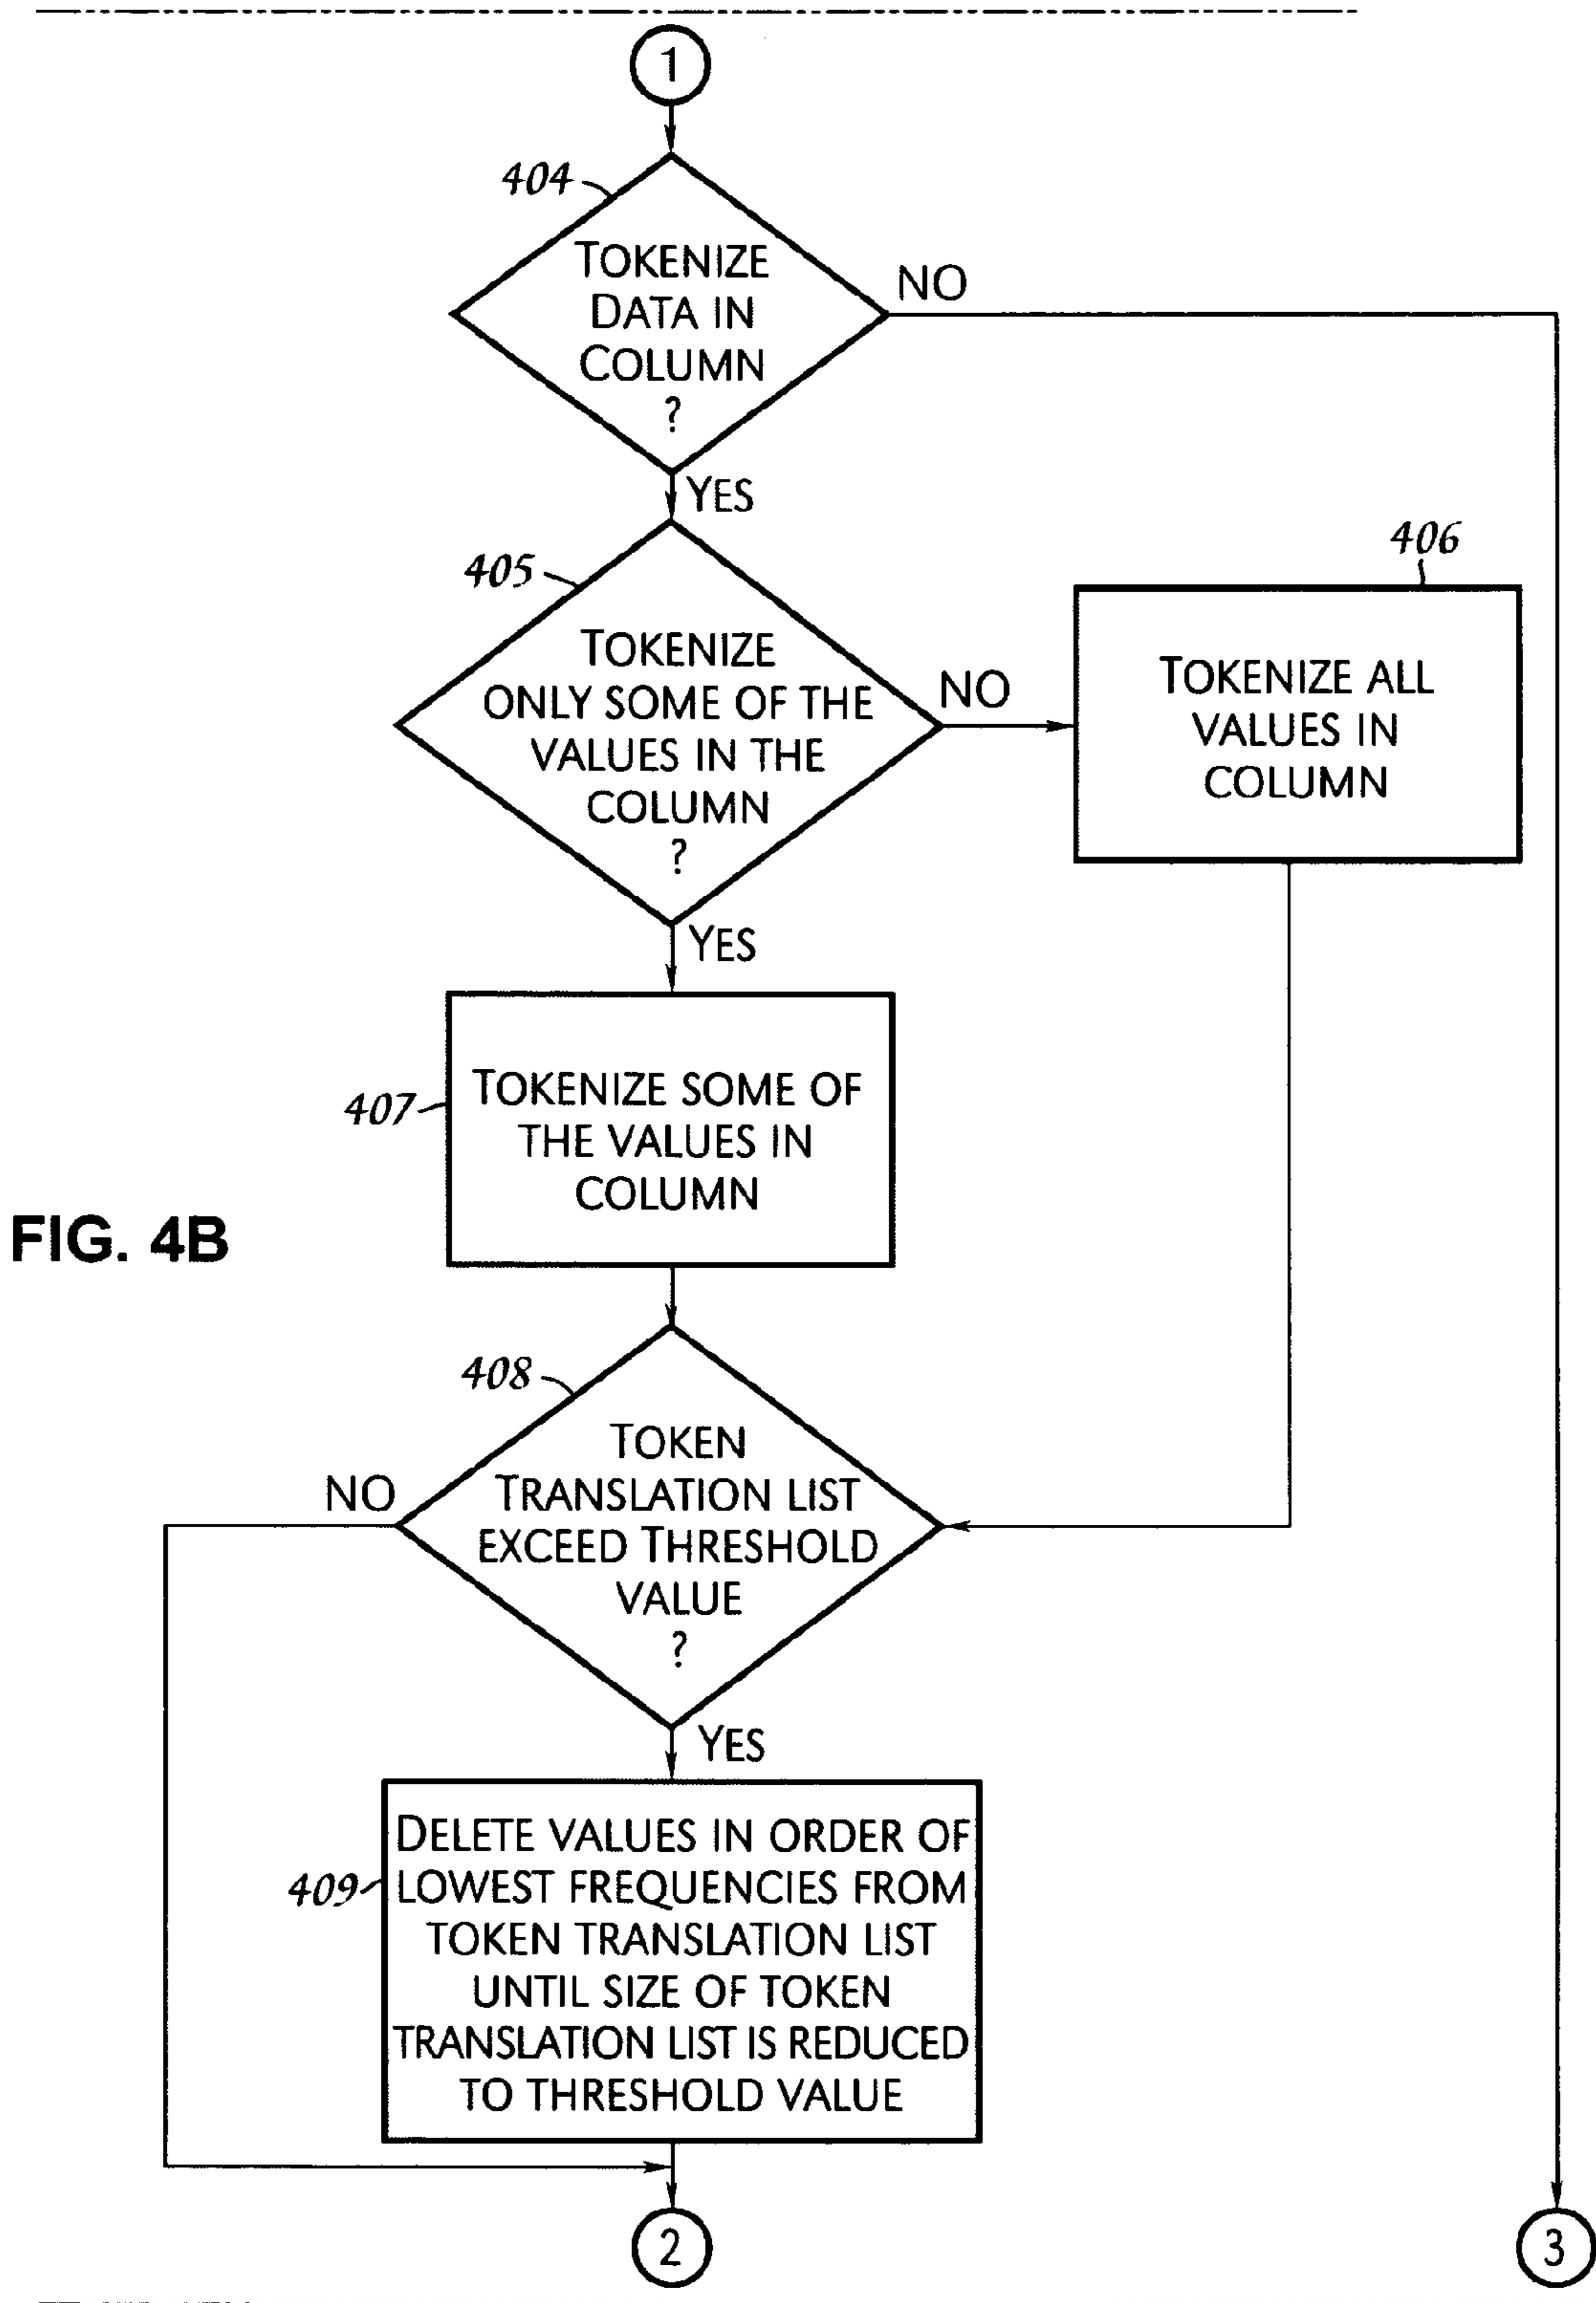 1
404
TOKENIZE
DATA IN
COLUMN
?
NO
YES
405
TOKENIZE
ONLY SOME OF THE
VALUES IN THE
COLUMN
?
NO
406
TOKENIZE ALL
VALUES IN
COLUMN
YES
407
TOKENIZE SOME OF
THE VALUES IN
COLUMN
FIG. 4B
408
TOKEN
TRANSLATION LIST
EXCEED THRESHOLD
VALUE
?
NO
YES
409
DELETE VALUES IN ORDER OF
LOWEST FREQUENCIES FROM
TOKEN TRANSLATION LIST
UNTIL SIZE OF TOKEN
TRANSLATION LIST IS REDUCED
TO THRESHOLD VALUE
2
3